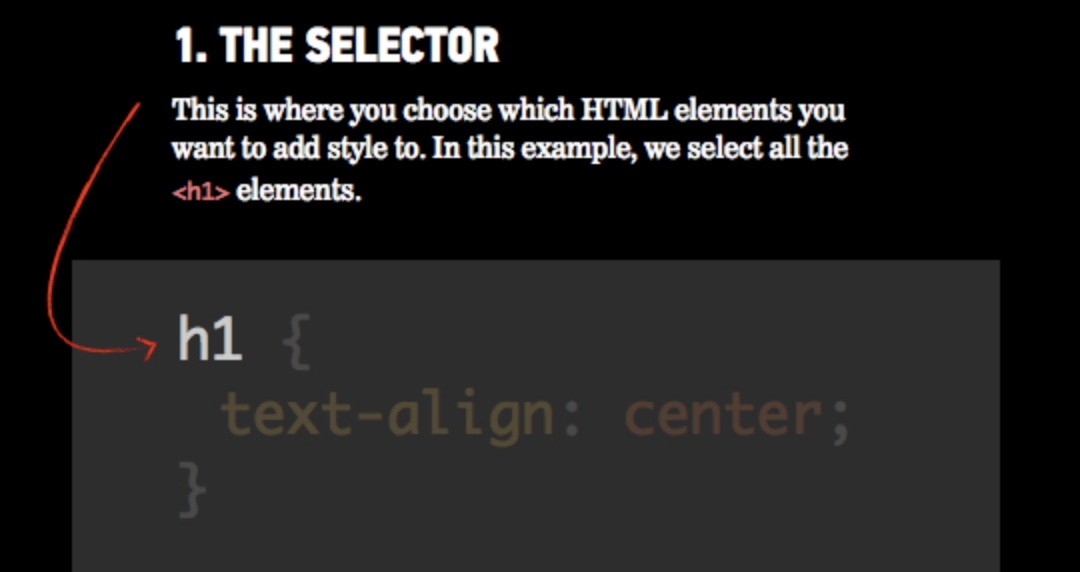 1. THE SELECTOR
This is where you choose which HTML elements you
want to add style to. In this example, we select all the
<h1> elements.
h1 {
text-align: center;
}